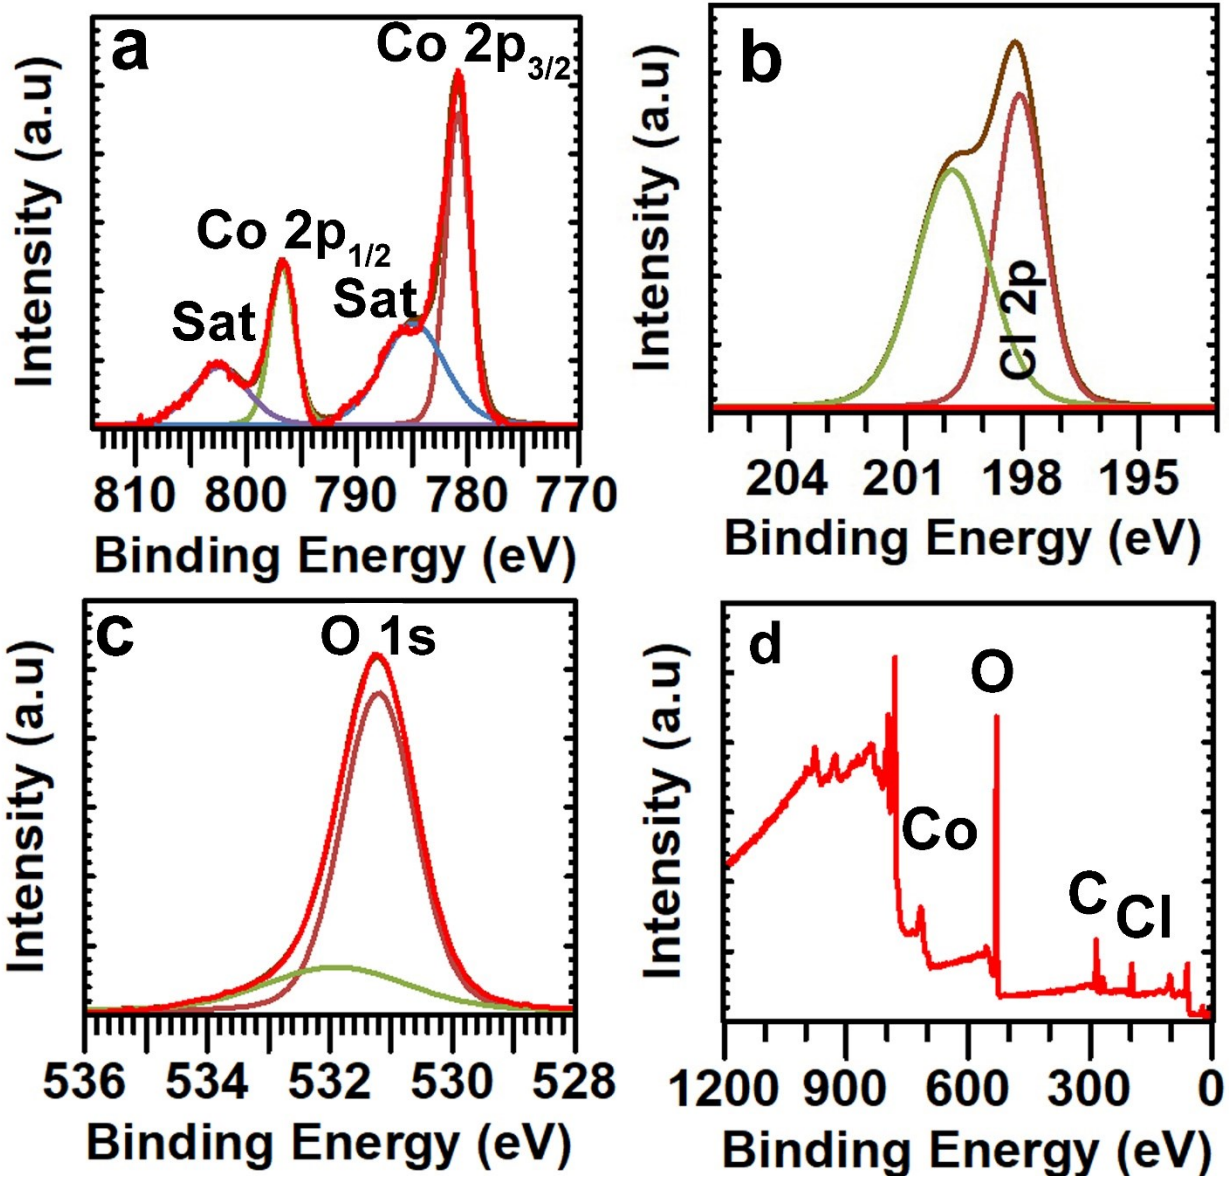 a
Co 2p3/2
Co 2p1/2
Sat
Sat
Intensity (a.u)
810 800 790 780 770
Binding Energy (eV)
b
Cl 2p
Intensity (a.u)
204 201 198 195
Binding Energy (eV)
c
O 1s
Intensity (a.u)
536 534 532 530 528
Binding Energy (eV)
d
O
Co
C
Cl
Intensity (a.u)
1200 900 600 300 0
Binding Energy (eV)